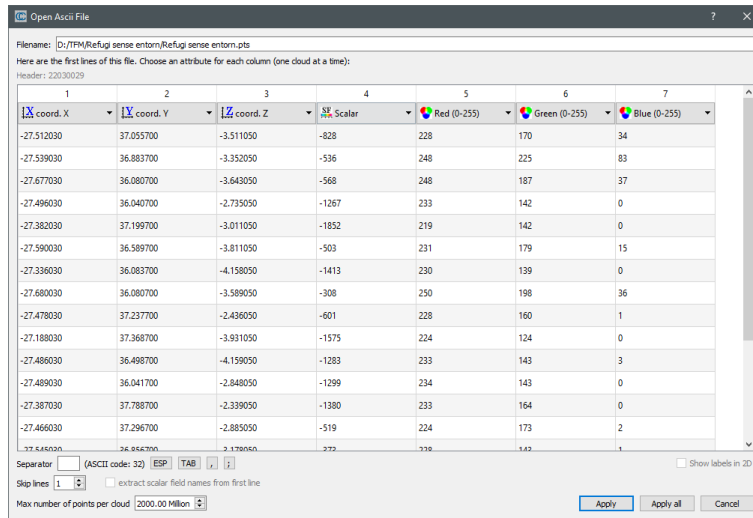 Open Ascii File ? ×
Filename: D:/TFM/Refugi sense entorn/Refugi sense entorn.pts
Here are the first lines of this file. Choose an attribute for each column (one cloud at a time):
Header: 22030029
1 2 3 4 5 6 7
X coord. X Y coord. Y Z coord. Z SF Scalar Red (0-255) Green (0-255) Blue (0-255)
-27.512030 37.055700 -3.511050 -828 228 170 34
-27.539030 36.883700 -3.352050 -536 248 225 83
-27.677030 36.080700 -3.643050 -568 248 187 37
-27.496030 36.040700 -2.735050 -1267 233 142 0
-27.382030 37.199700 -3.011050 -1852 219 142 0
-27.590030 36.589700 -3.811050 -503 231 179 15
-27.336030 36.083700 -4.158050 -1413 230 139 0
-27.680030 36.080700 -3.589050 -308 250 198 36
-27.478030 37.237700 -2.436050 -601 228 160 1
-27.188030 37.368700 -3.931050 -1575 224 124 0
-27.486030 36.498700 -4.159050 -1283 233 143 3
-27.489030 36.041700 -2.848050 -1299 234 143 0
-27.387030 37.788700 -2.339050 -1380 233 164 0
-27.466030 37.296700 -2.885050 -519 224 173 2
-27.545030 36.856700 -3.178050 -373 228 143 1
Separator (ASCII code: 32) ESP TAB , ; Show labels in 2D
Skip lines 1 extract scalar field names from first line
Max number of points per cloud 2000.00 Million Apply Apply all Cancel